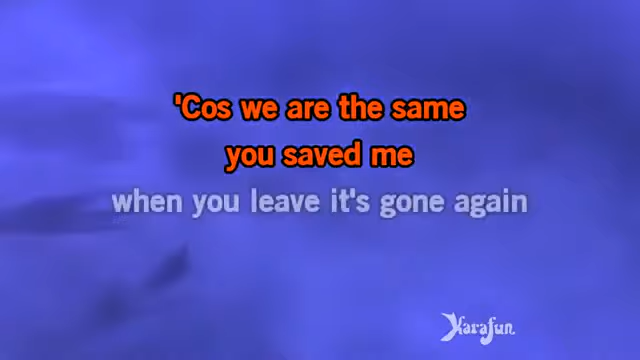 'Cos we are the same
you saved me
when you leave it's gone again
Karafun